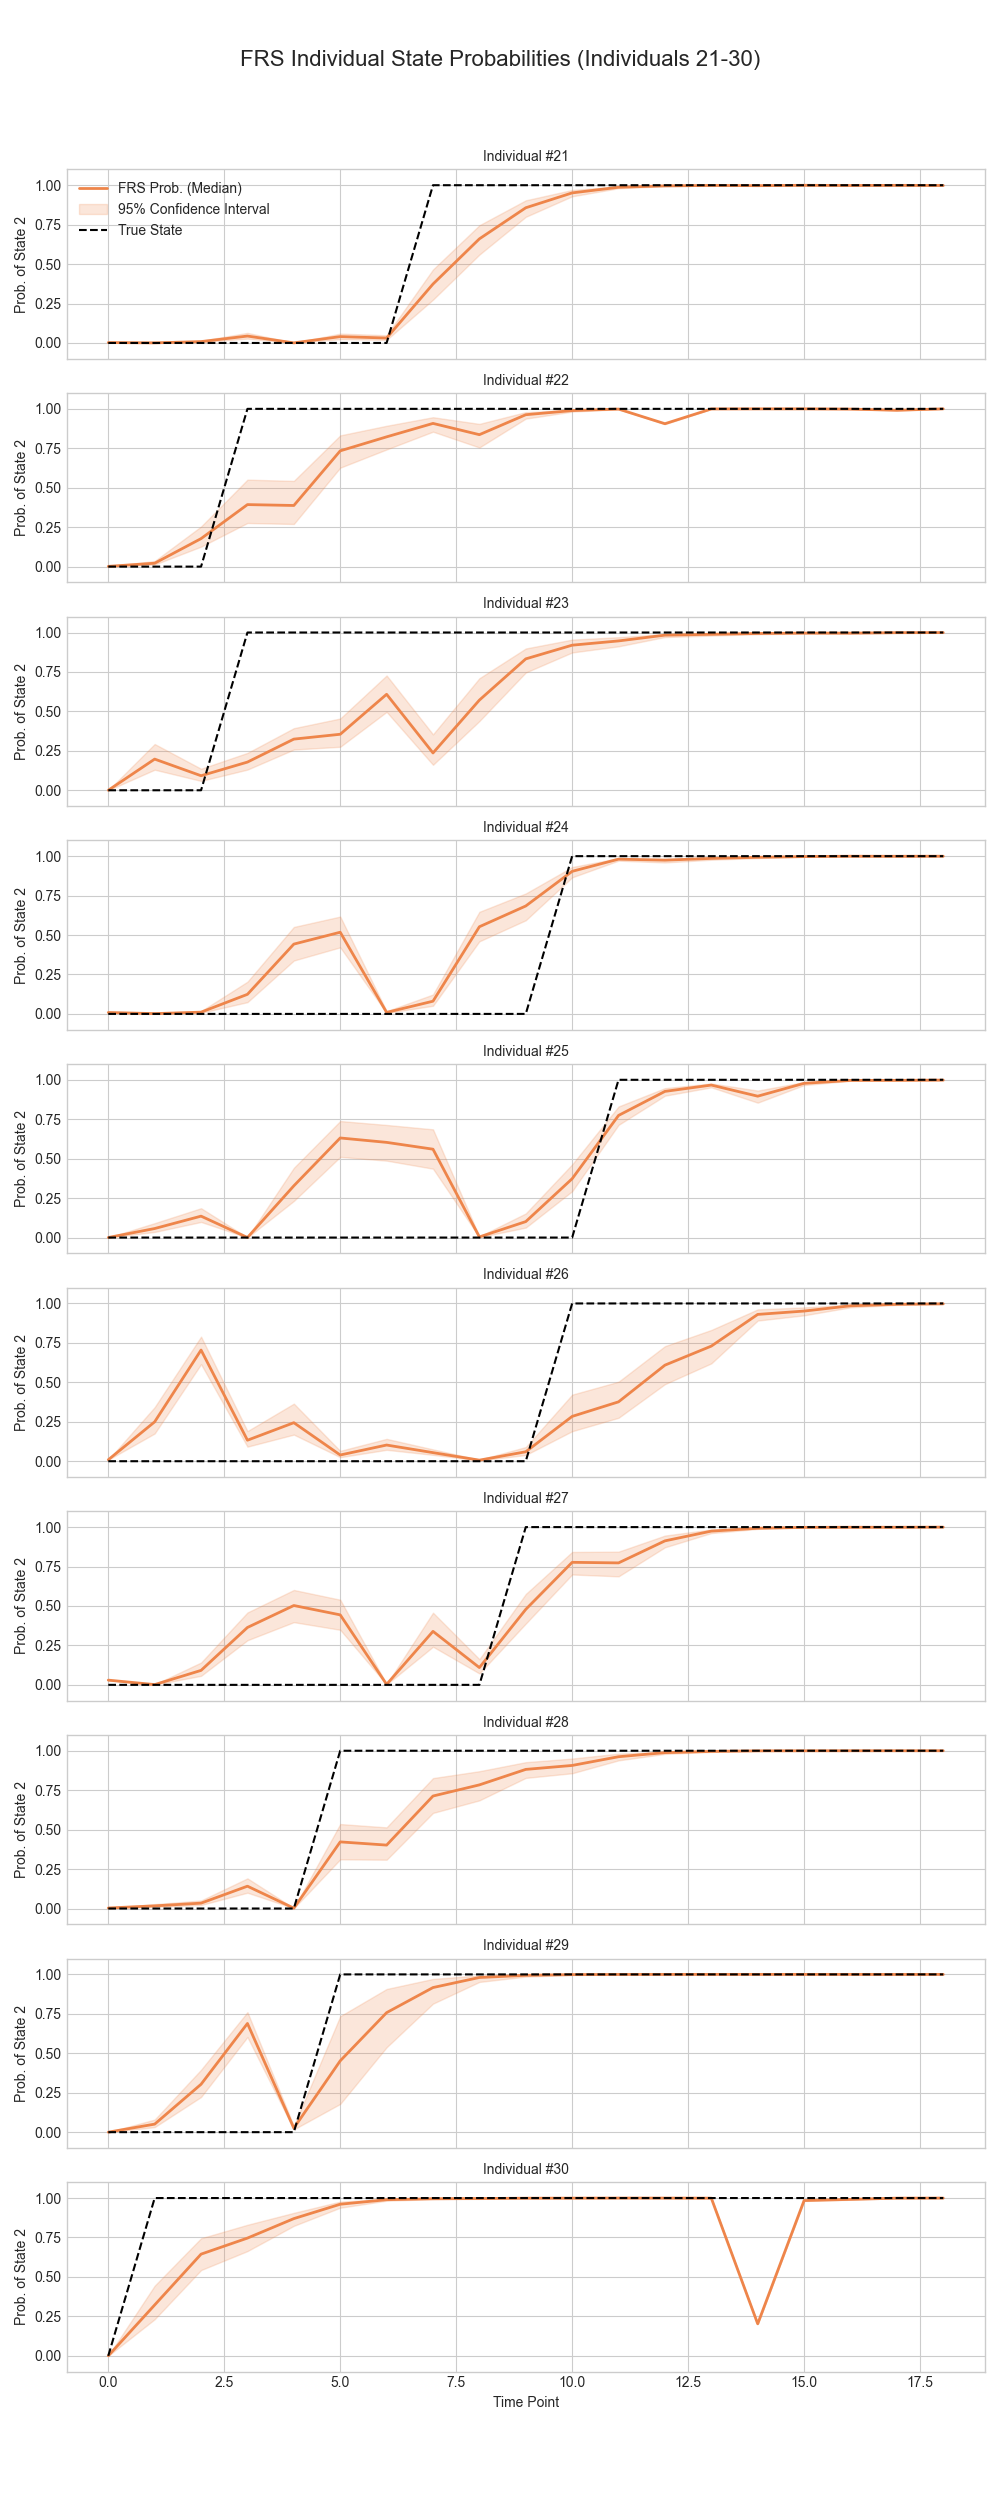 FRS Individual State Probabilities (Individuals 21-30)
Individual #21
Prob. of State 2
1.00
0.75
0.50
0.25
0.00
FRS Prob. (Median)
95% Confidence Interval
True State
Individual #22
Prob. of State 2
1.00
0.75
0.50
0.25
0.00
Individual #23
Prob. of State 2
1.00
0.75
0.50
0.25
0.00
Individual #24
Prob. of State 2
1.00
0.75
0.50
0.25
0.00
Individual #25
Prob. of State 2
1.00
0.75
0.50
0.25
0.00
Individual #26
Prob. of State 2
1.00
0.75
0.50
0.25
0.00
Individual #27
Prob. of State 2
1.00
0.75
0.50
0.25
0.00
Individual #28
Prob. of State 2
1.00
0.75
0.50
0.25
0.00
Individual #29
Prob. of State 2
1.00
0.75
0.50
0.25
0.00
Individual #30
Prob. of State 2
1.00
0.75
0.50
0.25
0.00
0.0 2.5 5.0 7.5 10.0 12.5 15.0 17.5
Time Point